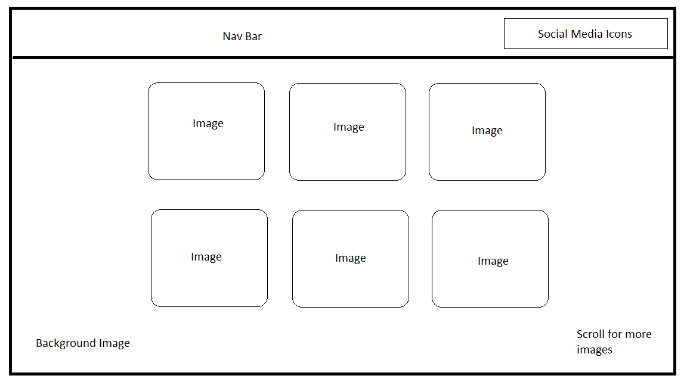 Nav Bar
Social Media Icons
Image
Image
Image
Image
Image
Image
Background Image
Scroll for more
images